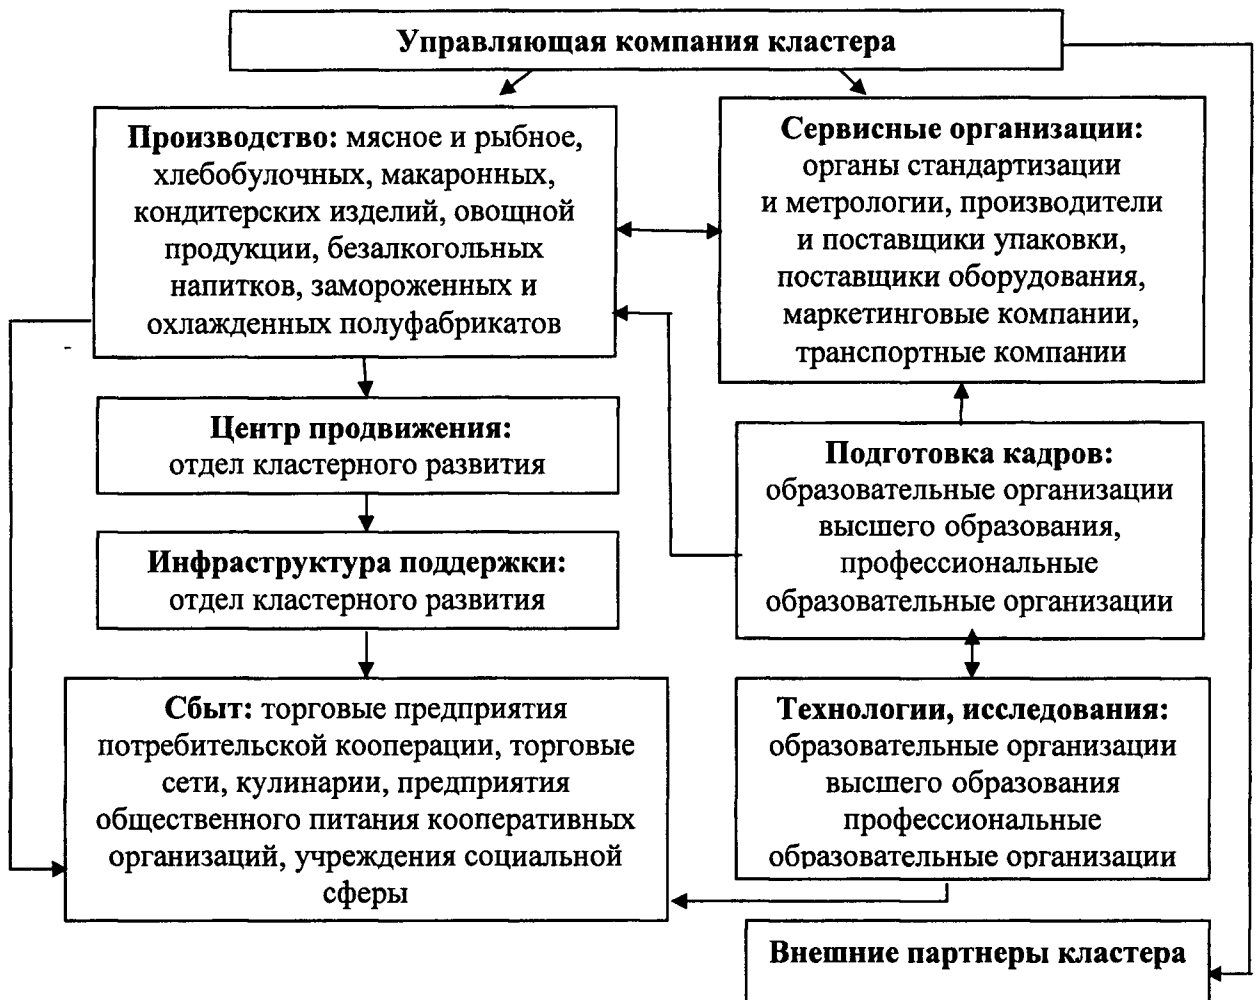 Управляющая компания кластера
Производство: мясное и рыбное,
хлебобулочных, макаронных,
кондитерских изделий, овощной
продукции, безалкогольных
напитков, замороженных и
охлажденных полуфабрикатов
Сервисные организации:
органы стандартизации
и метрологии, производители
и поставщики упаковки,
поставщики оборудования,
маркетинговые компании,
транспортные компании
Центр продвижения:
отдел кластерного развития
Подготовка кадров:
образовательные организации
высшего образования,
профессиональные
образовательные организации
Инфраструктура поддержки:
отдел кластерного развития
Сбыт: торговые предприятия
потребительской кооперации, торговые
сети, кулинарии, предприятия
общественного питания кооперативных
организаций, учреждения социальной
сферы
Технологии, исследования:
образовательные организации
высшего образования
профессиональные
образовательные организации
Внешние партнеры кластера